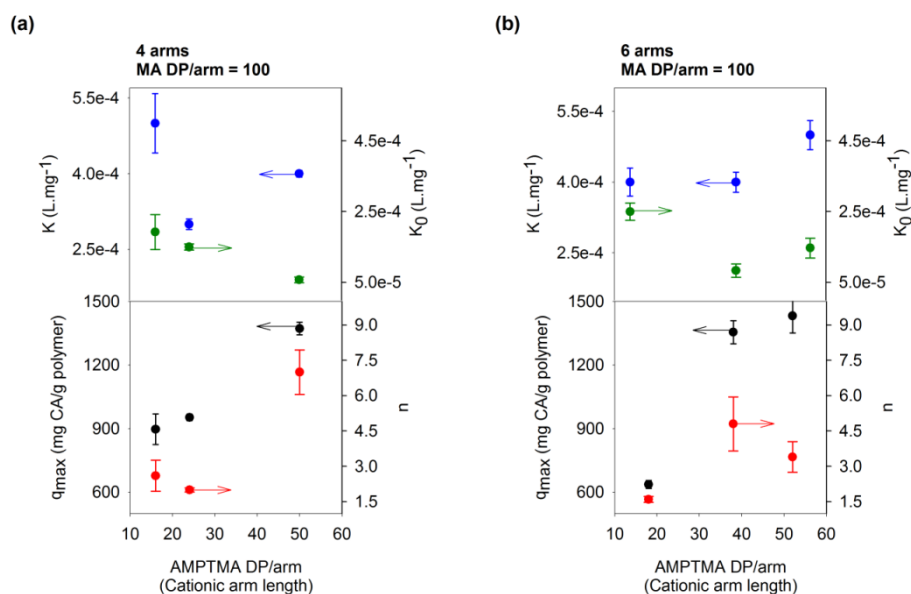 (a)
4 arms
MA DP/arm = 100
5.5e-4
4.0e-4
2.5e-4
K (L.mg-1)
4.5e-4
2.5e-4
5.0e-5
K0 (L.mg-1)
1500
1200
900
600
qmax (mg CA/g polymer)
9.0
7.5
6.0
4.5
3.0
1.5
n
10 20 30 40 50 60
AMPTMA DP/arm
(Cationic arm length)
(b)
6 arms
MA DP/arm = 100
5.5e-4
4.0e-4
2.5e-4
K (L.mg-1)
4.5e-4
2.5e-4
5.0e-5
K0 (L.mg-1)
1500
1200
900
600
qmax (mg CA/g polymer)
9.0
7.5
6.0
4.5
3.0
1.5
n
10 20 30 40 50 60
AMPTMA DP/arm
(Cationic arm length)